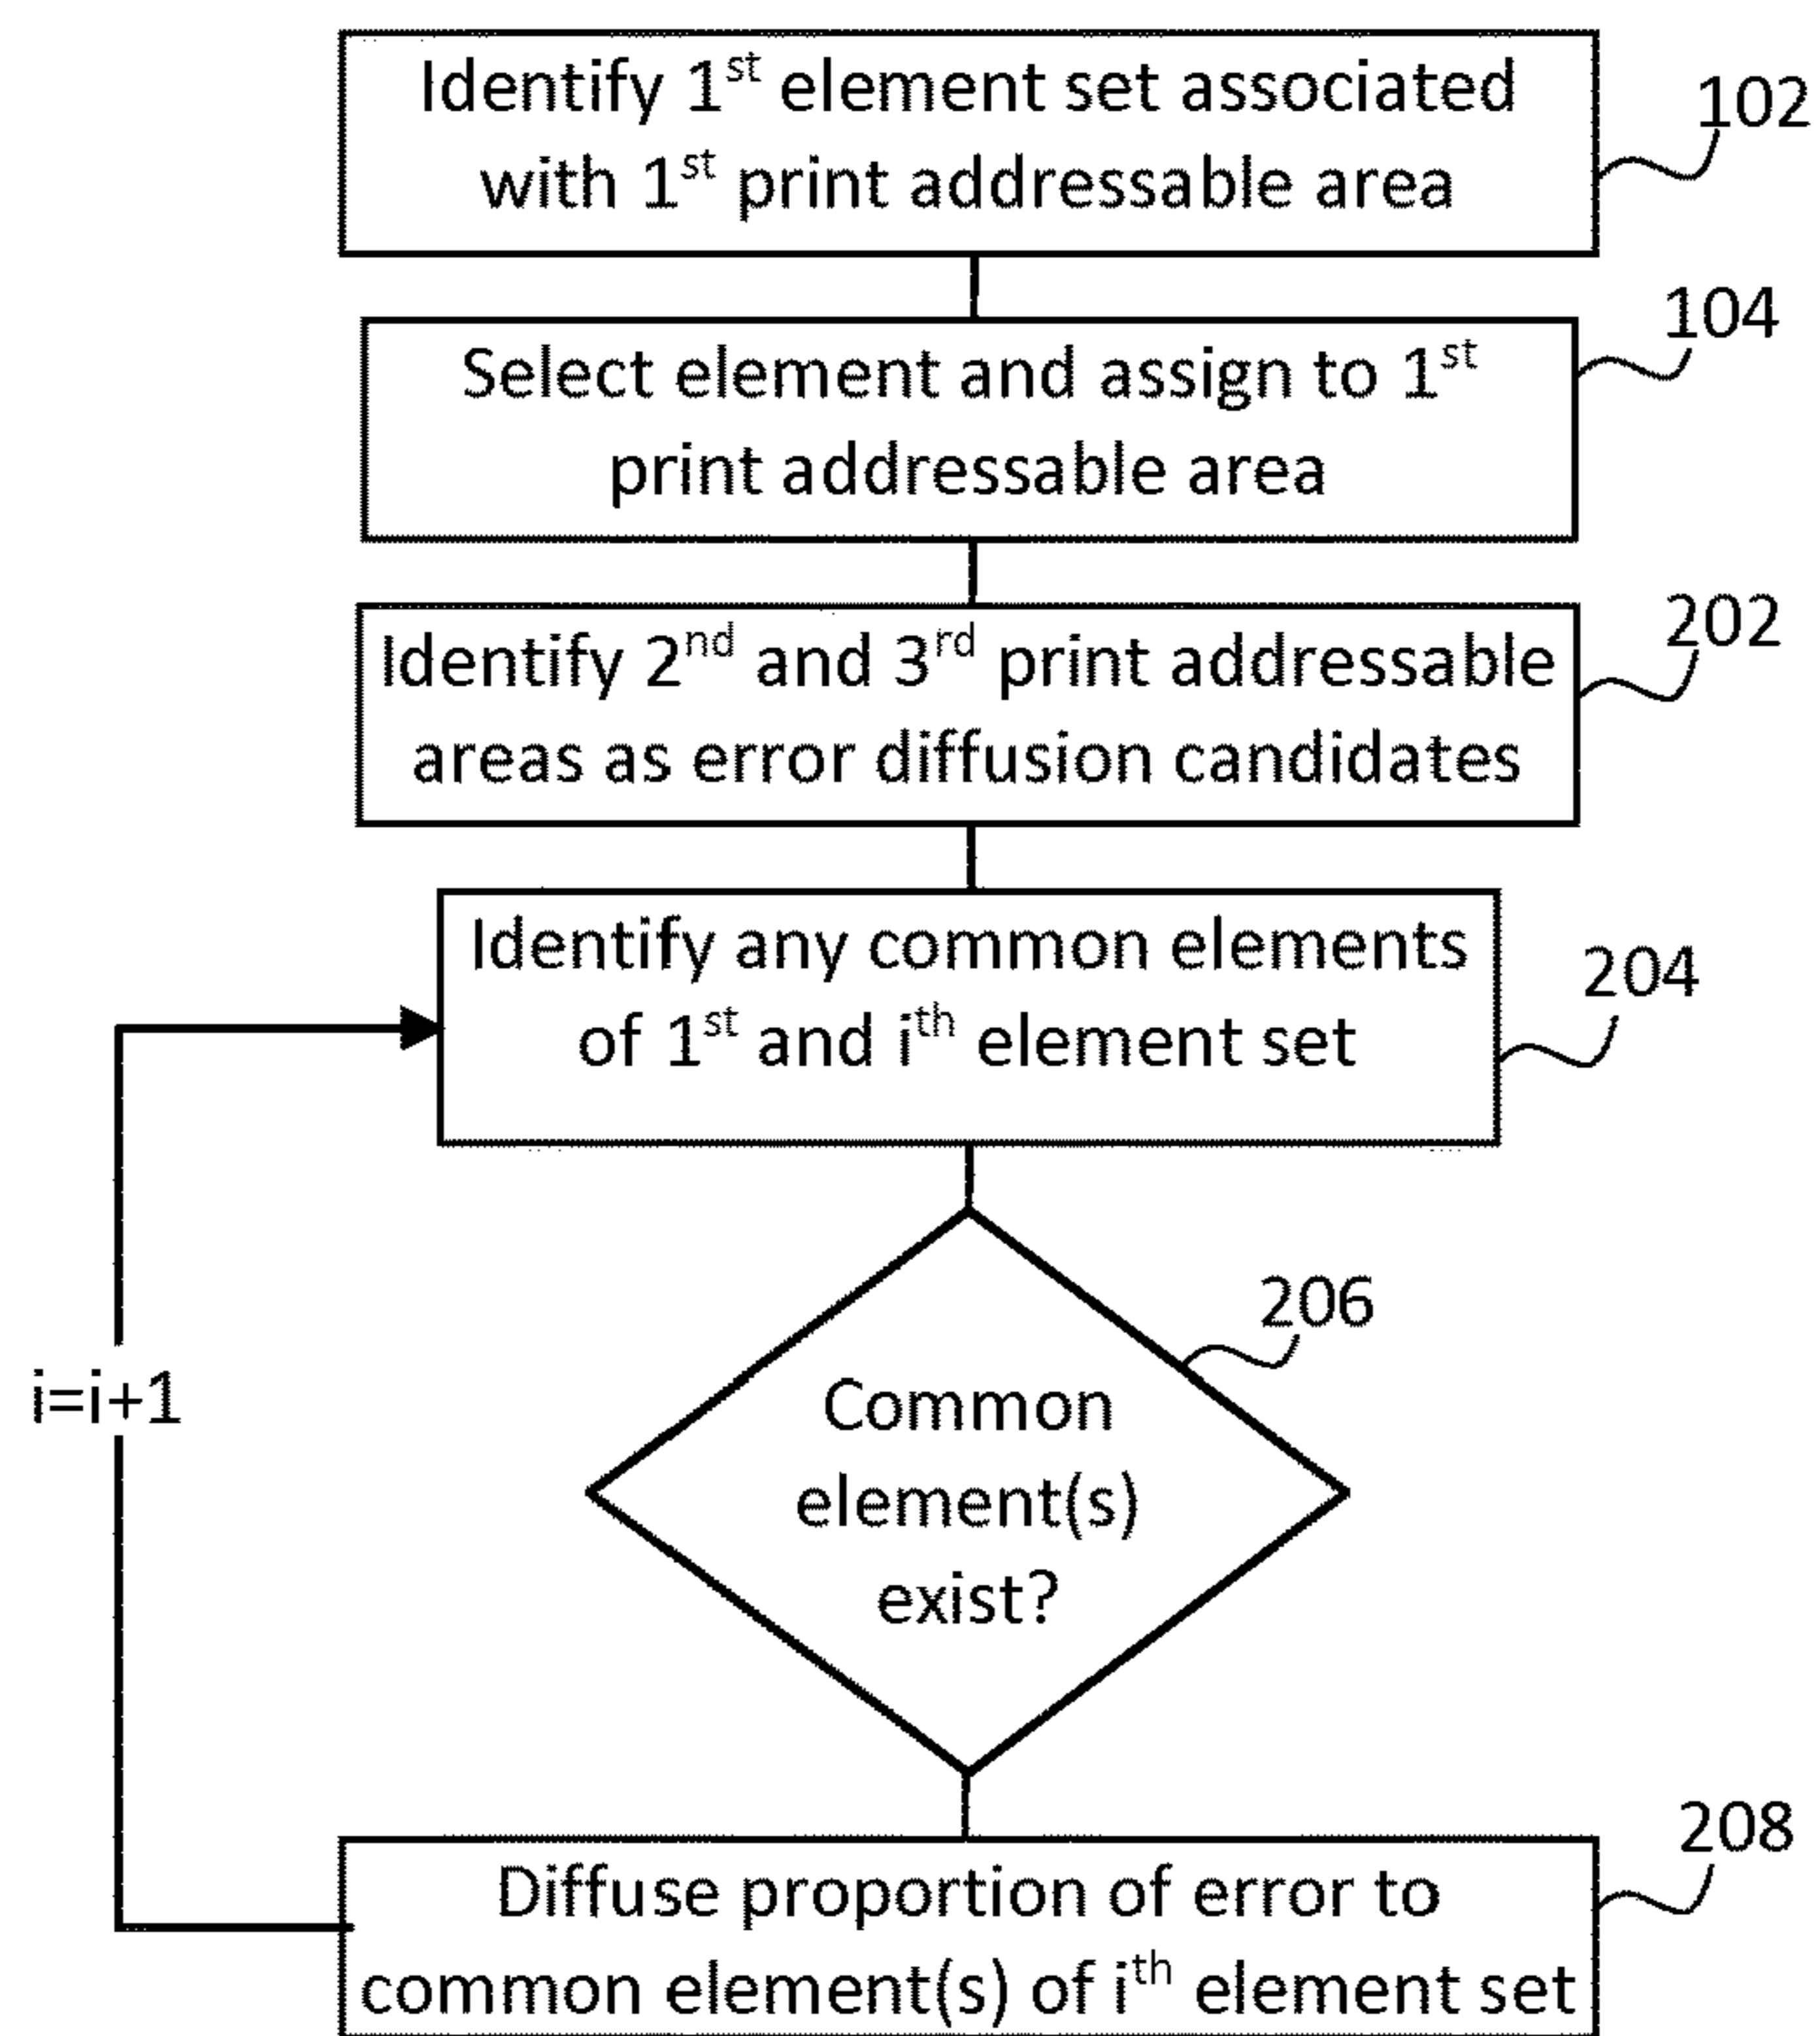 Identify 1st element set associated
with 1st print addressable area
102
Select element and assign to 1st
print addressable area
104
Identify 2nd and 3rd print addressable
areas as error diffusion candidates
202
Identify any common elements
of 1st and ith element set
204
206
i=i+1
Common
element(s)
exist?
208
Diffuse proportion of error to
common element(s) of ith element set